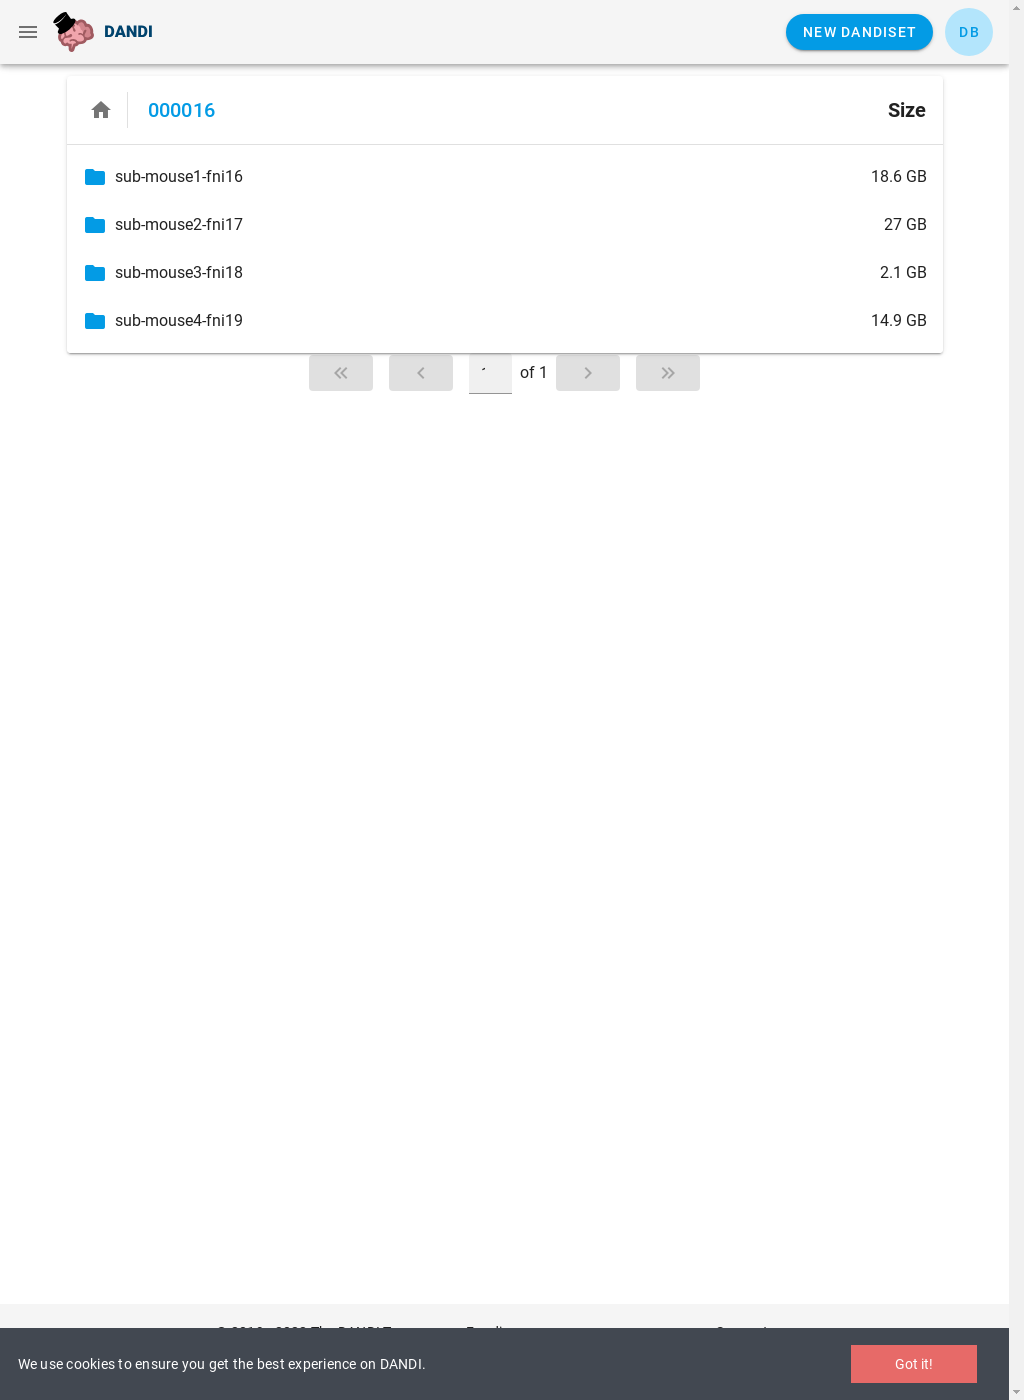 DANDI
NEW DANDISET
DB
000016
Size
sub-mouse1-fni16
18.6 GB
sub-mouse2-fni17
27 GB
sub-mouse3-fni18
2.1 GB
sub-mouse4-fni19
14.9 GB
of 1
We use cookies to ensure you get the best experience on DANDI.
Got it!